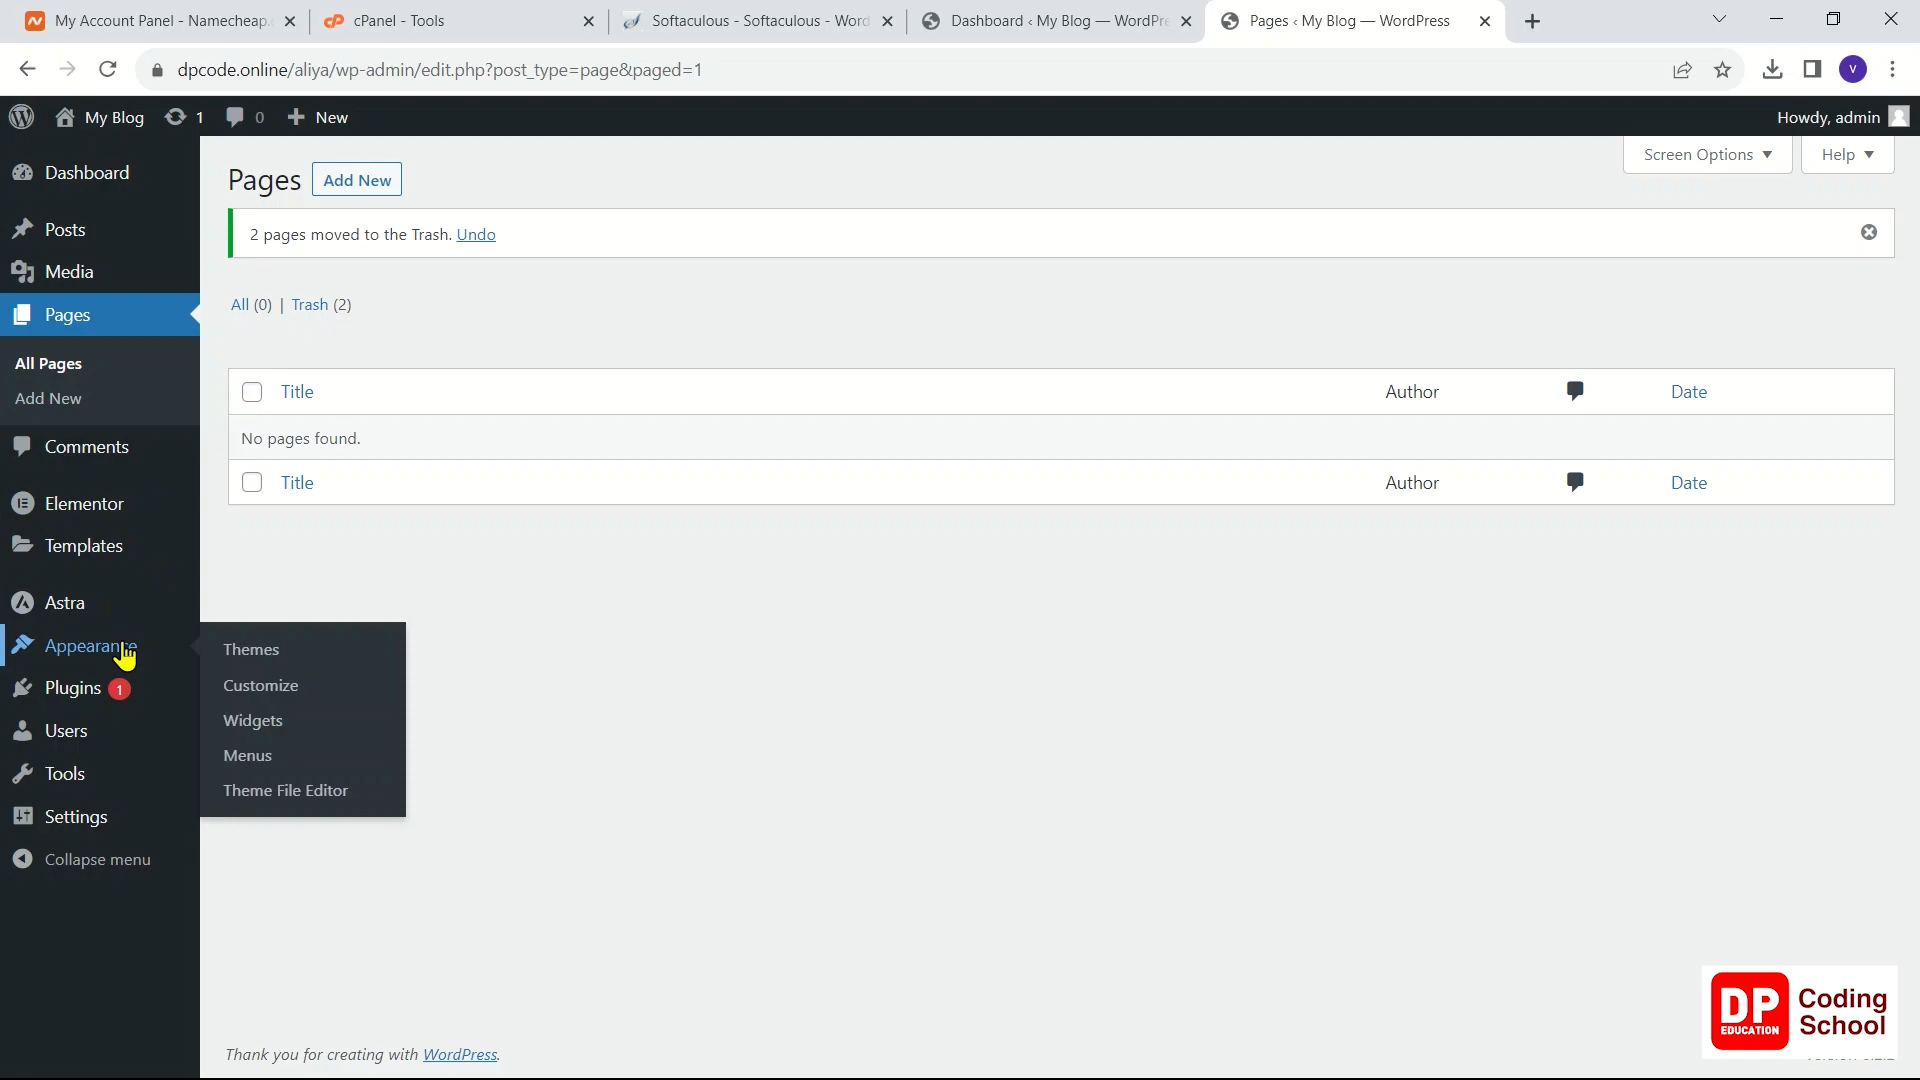 My Account Panel - Namecheap.
cPanel - Tools
Softaculous - Softaculous - Word
Dashboard ‹ My Blog — WordPre
Pages ‹ My Blog — WordPress
dpcode.online/aliya/wp-admin/edit.php?post_type=page&paged=1
V
My Blog
1
0
New
Howdy, admin
Screen Options
Help
Dashboard
Posts
Media
Pages
All Pages
Add New
Comments
Elementor
Templates
Astra
Appearance
Plugins 1
Users
Tools
Settings
Collapse menu
Themes
Customize
Widgets
Menus
Theme File Editor
Pages
Add New
2 pages moved to the Trash. Undo
All (0) | Trash (2)
Title
Author
Date
No pages found.
Title
Author
Date
Thank you for creating with WordPress.
DP
EDUCATION
Coding
School